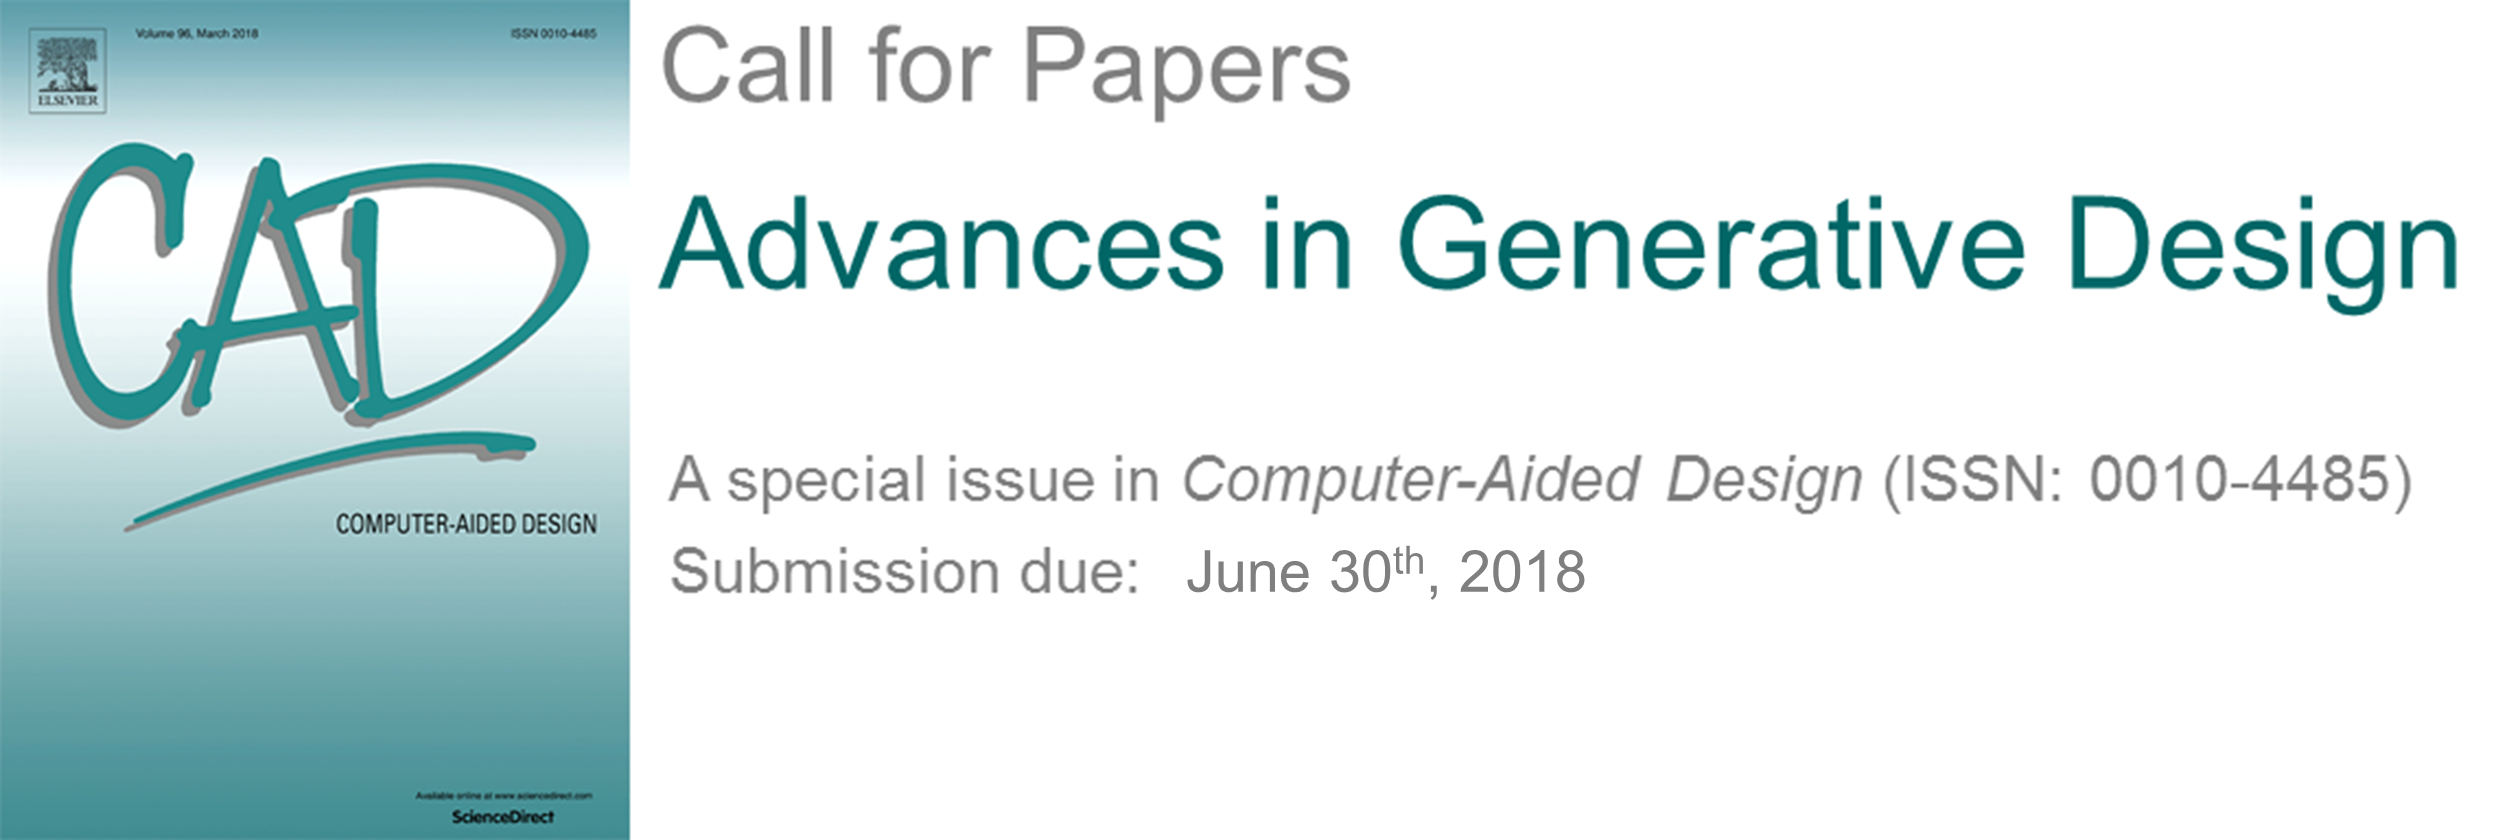 Volume 96, March 2018
ISSN 0010-4485
ELSEVIER
CAD
COMPUTER-AIDED DESIGN
Available online at www.sciencedirect.com
ScienceDirect
Call for Papers
Advances in Generative Design
A special issue in Computer-Aided Design (ISSN: 0010-4485)
Submission due: June 30th, 2018